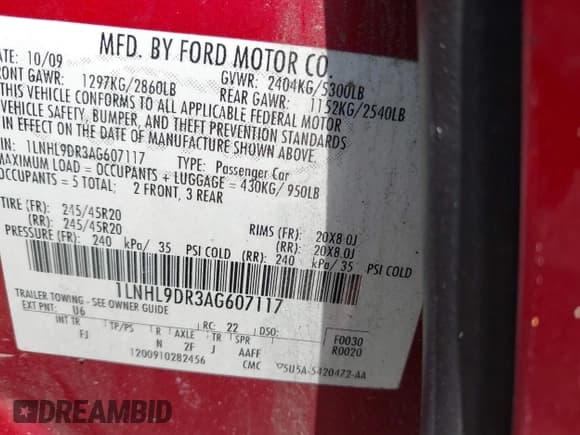 MFD. BY FORD MOTOR CO.
DATE: 10/09 GVWR: 2404KG/5300LB
FRONT GAWR: 1297KG/2860LB REAR GAWR: 1152KG/2540LB
THIS VEHICLE CONFORMS TO ALL APPLICABLE FEDERAL MOTOR
VEHICLE SAFETY, BUMPER, AND THEFT PREVENTION STANDARDS
IN EFFECT ON THE DATE OF MANUFACTURE SHOWN ABOVE.
IN: 1LNHL9DR3AG607117 TYPE: Passenger Car
MAXIMUM LOAD = OCCUPANTS + LUGGAGE = 430KG/ 950LB
OCCUPANTS = 5 TOTAL; 2 FRONT, 3 REAR
TIRE (FR): 245/45R20 RIMS (FR): 20X8.0J
(RR): 245/45R20 (RR): 20X8.0J
PRESSURE (FR): 240 kPa/ 35 PSI COLD (RR): 240 kPa/ 35 PSI COLD
1LNHL9DR3AG607117
TRAILER TOWING - SEE OWNER GUIDE
EXT PNT: U6 RC: 22 DSO: F0030
INT TR TP/PS R AXLE TR SPR R0020
FJ N 2F J AAFF
1200910282456 CMC 5U5A-5420472-AA
DREAMBID